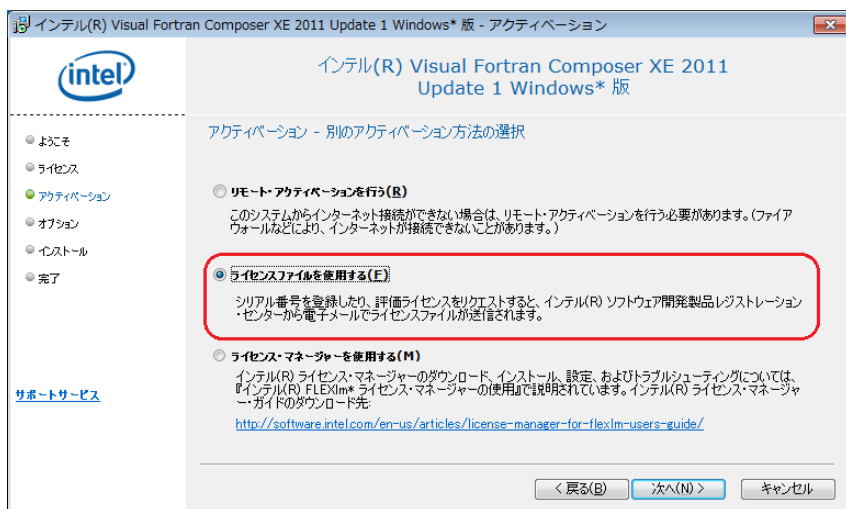 インテル(R) Visual Fortran Composer XE 2011 Update 1 Windows* 版 - アクティベーション
intel
インテル(R) Visual Fortran Composer XE 2011
Update 1 Windows* 版
ようこそ
ライセンス
アクティベーション
オプション
インストール
完了
サポートサービス
アクティベーション - 別のアクティベーション方法の選択
リモート・アクティベーションを行う(R)
このシステムからインターネット接続ができない場合は、リモート・アクティベーションを行う必要があります。(ファイア
ウォールなどにより、インターネットが接続できないことがあります。)
ライセンスファイルを使用する(F)
シリアル番号を登録したり、評価ライセンスをリクエストすると、インテル(R) ソフトウェア開発製品レジストレーション
・センターから電子メールでライセンスファイルが送信されます。
ライセンス・マネージャーを使用する(M)
インテル(R) ライセンス・マネージャーのダウンロード、インストール、設定、およびトラブルシューティングについては、
『インテル(R) FLEXlm* ライセンス・マネージャーの使用』で説明されています。インテル(R) ライセンス・マネージャ
ー・ガイドのダウンロード先:
http://software.intel.com/en-us/articles/license-manager-for-flexlm-users-guide/
< 戻る(B)
次へ(N) >
キャンセル